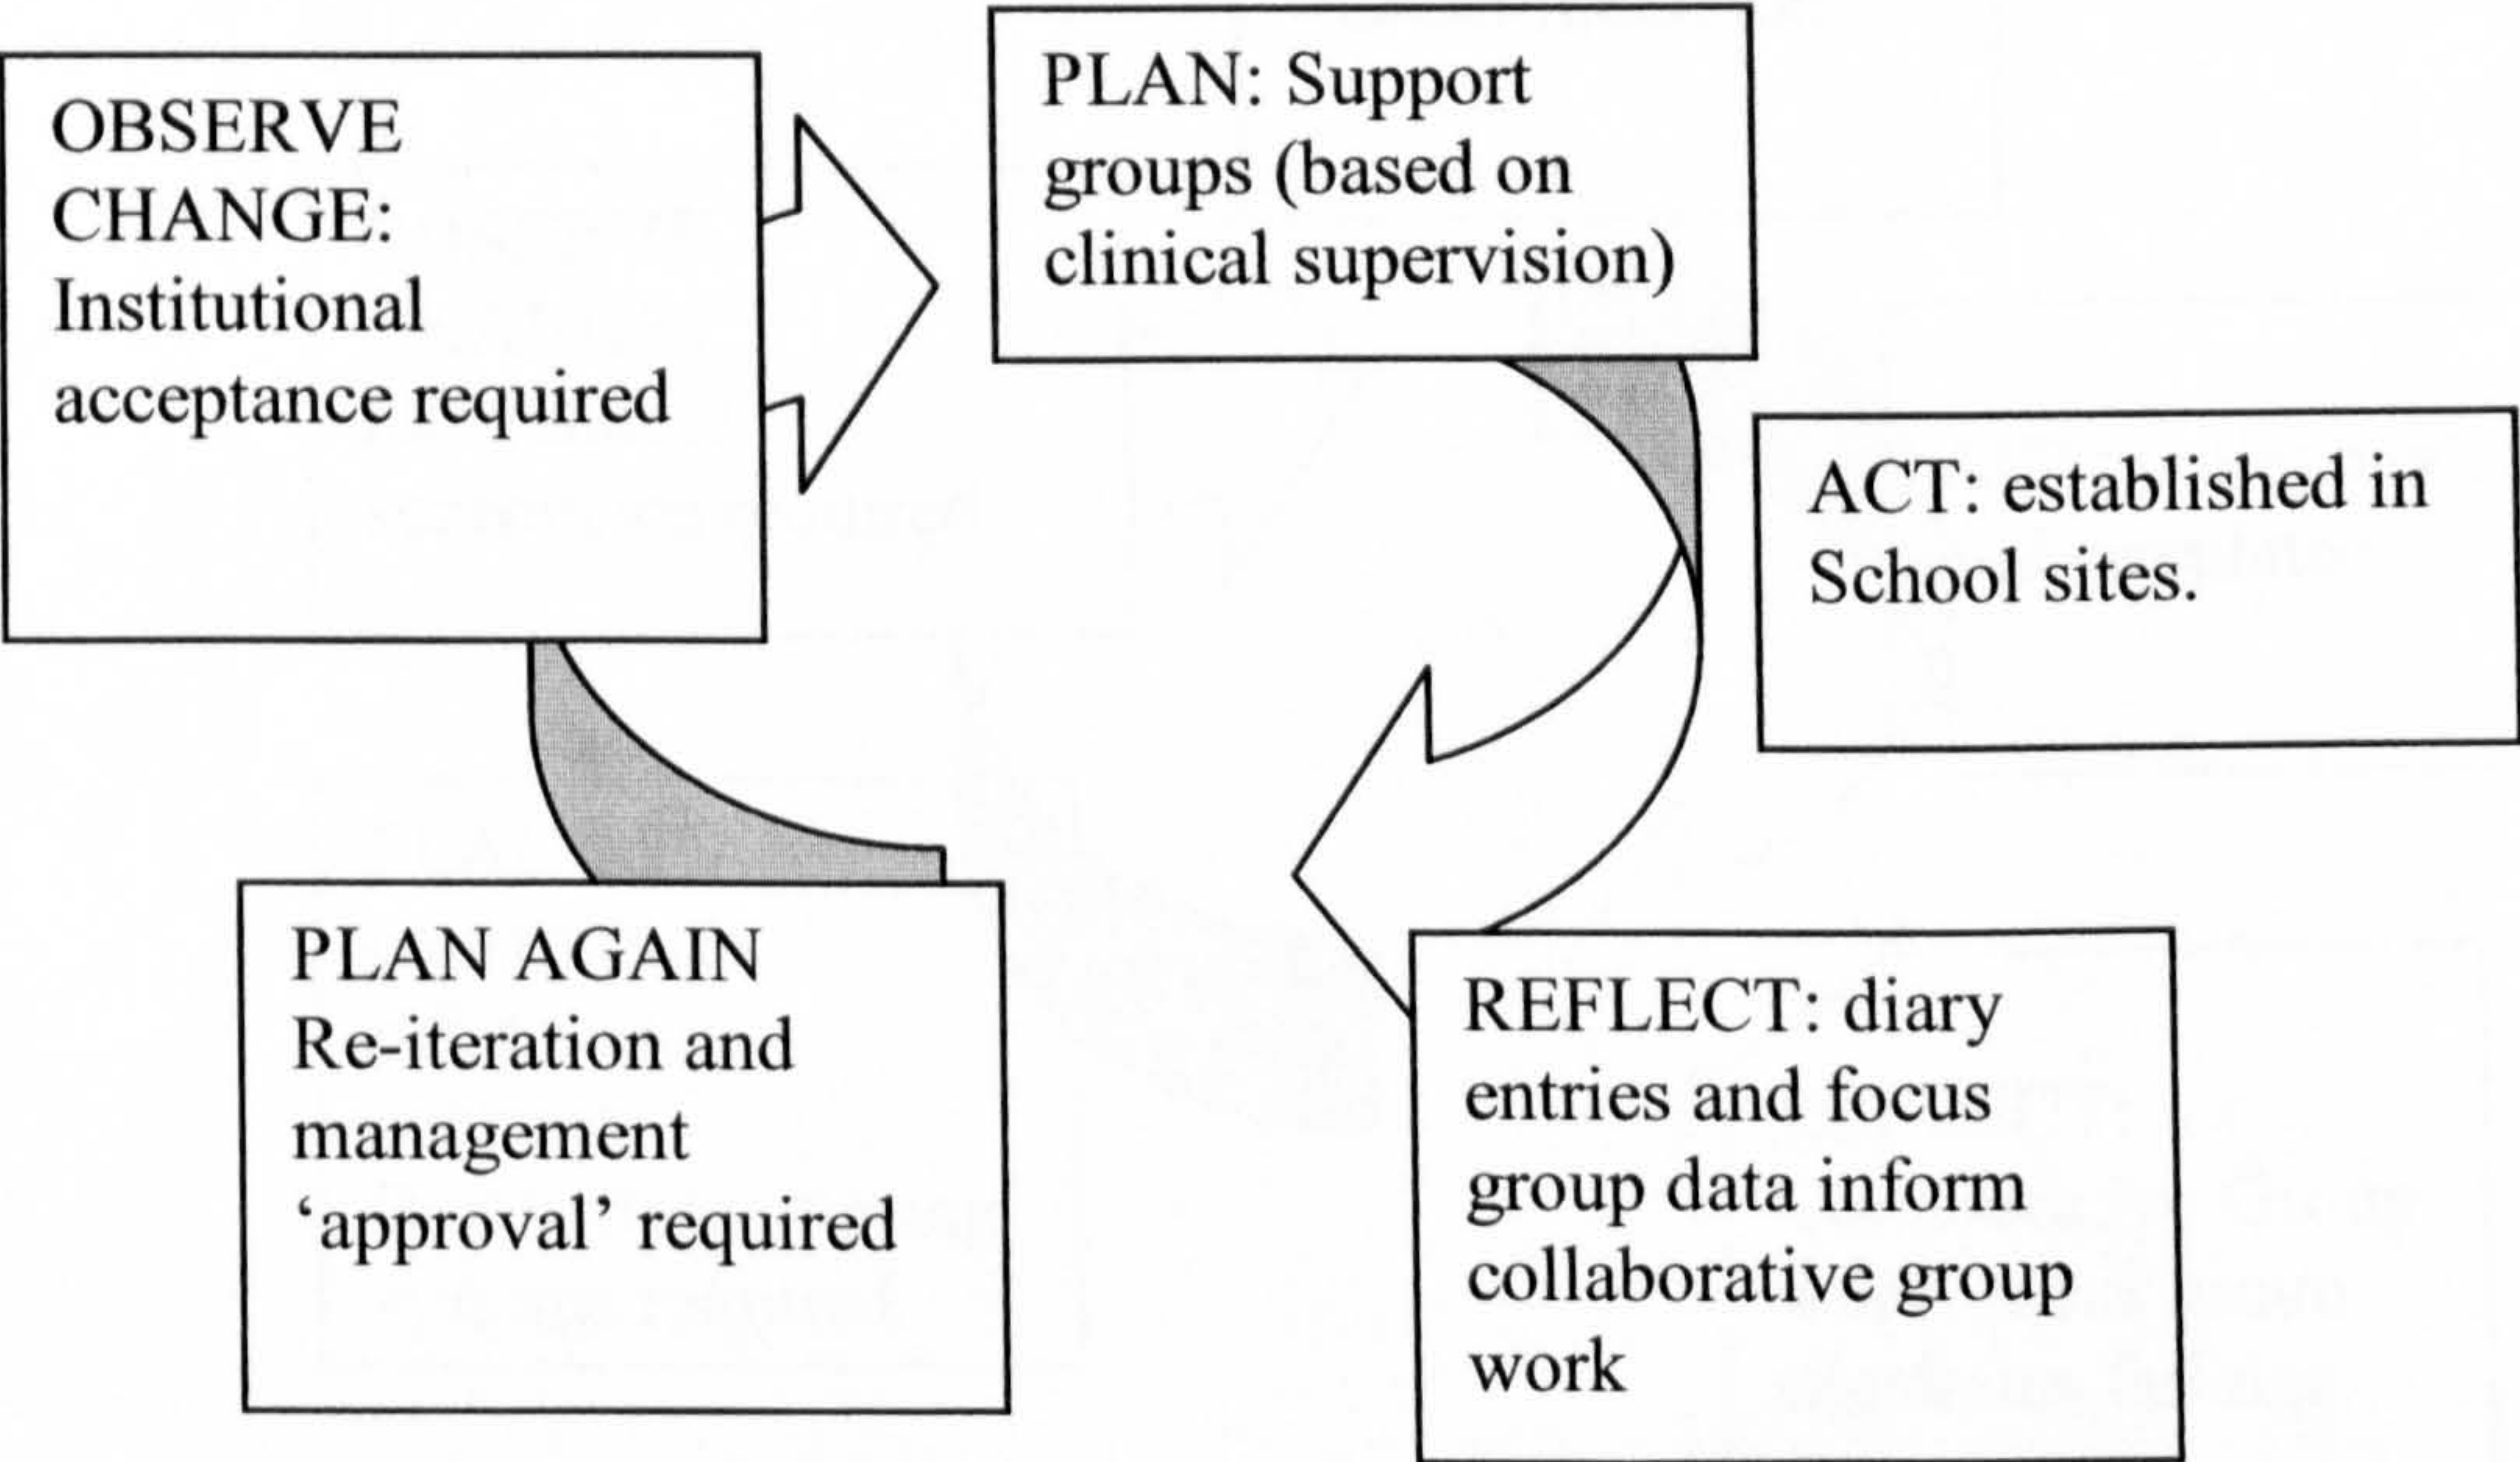 OBSERVE
CHANGE:
Institutional
acceptance required
PLAN: Support
groups (based on
clinical supervision)
ACT: established in
School sites.
REFLECT: diary
entries and focus
group data inform
collaborative group
work
PLAN AGAIN
Re-iteration and
management
‘approval’ required